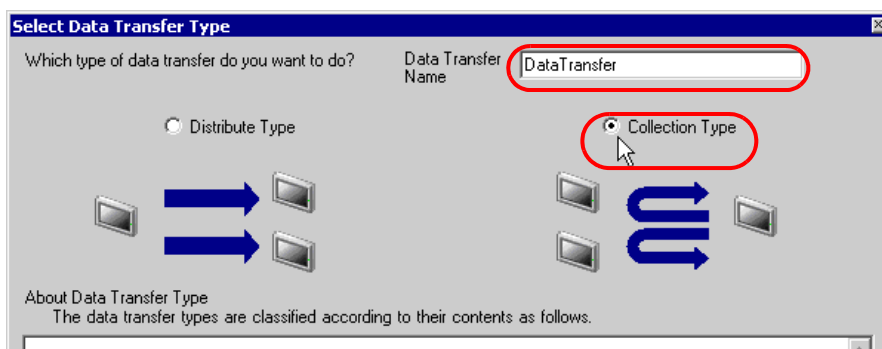 Select Data Transfer Type
Which type of data transfer do you want to do?
Data Transfer
Name
DataTransfer
Distribute Type
Collection Type
About Data Transfer Type
The data transfer types are classified according to their contents as follows.